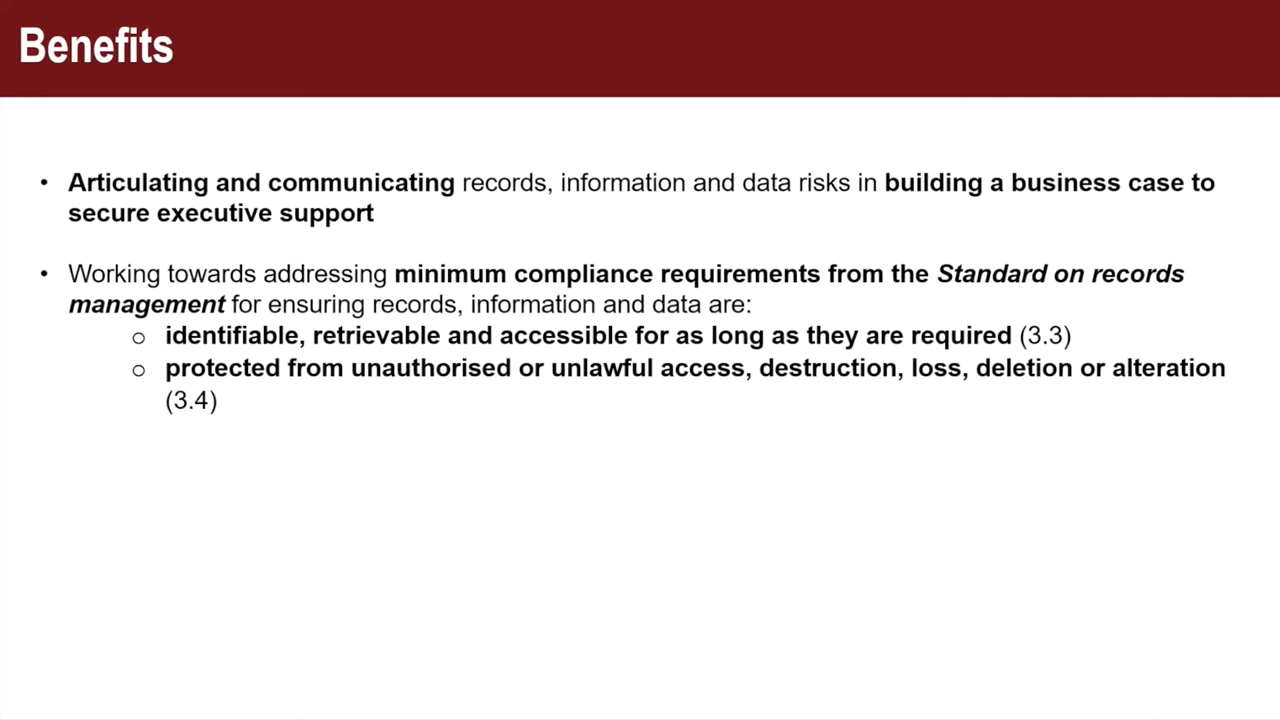 Benefits
• Articulating and communicating records, information and data risks in building a business case to
secure executive support
• Working towards addressing minimum compliance requirements from the Standard on records
management for ensuring records, information and data are:
o identifiable, retrievable and accessible for as long as they are required (3.3)
o protected from unauthorised or unlawful access, destruction, loss, deletion or alteration
(3.4)